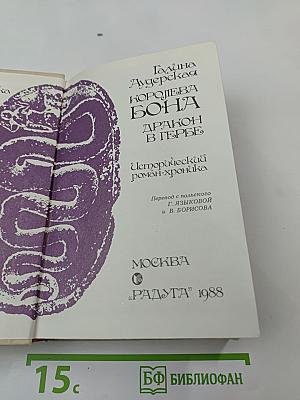 Галина
Аудерская
КОРОЛЕВА
БОНА
ДРАКОН
В ГЕРБЕ
Исторический
роман-хроника
Перевод с польского
Г. ЯЗЫКОВОЙ
и В. БОРИСОВА
МОСКВА
„РАДУГА" 1988
15с
БФ БИБЛИОФАН